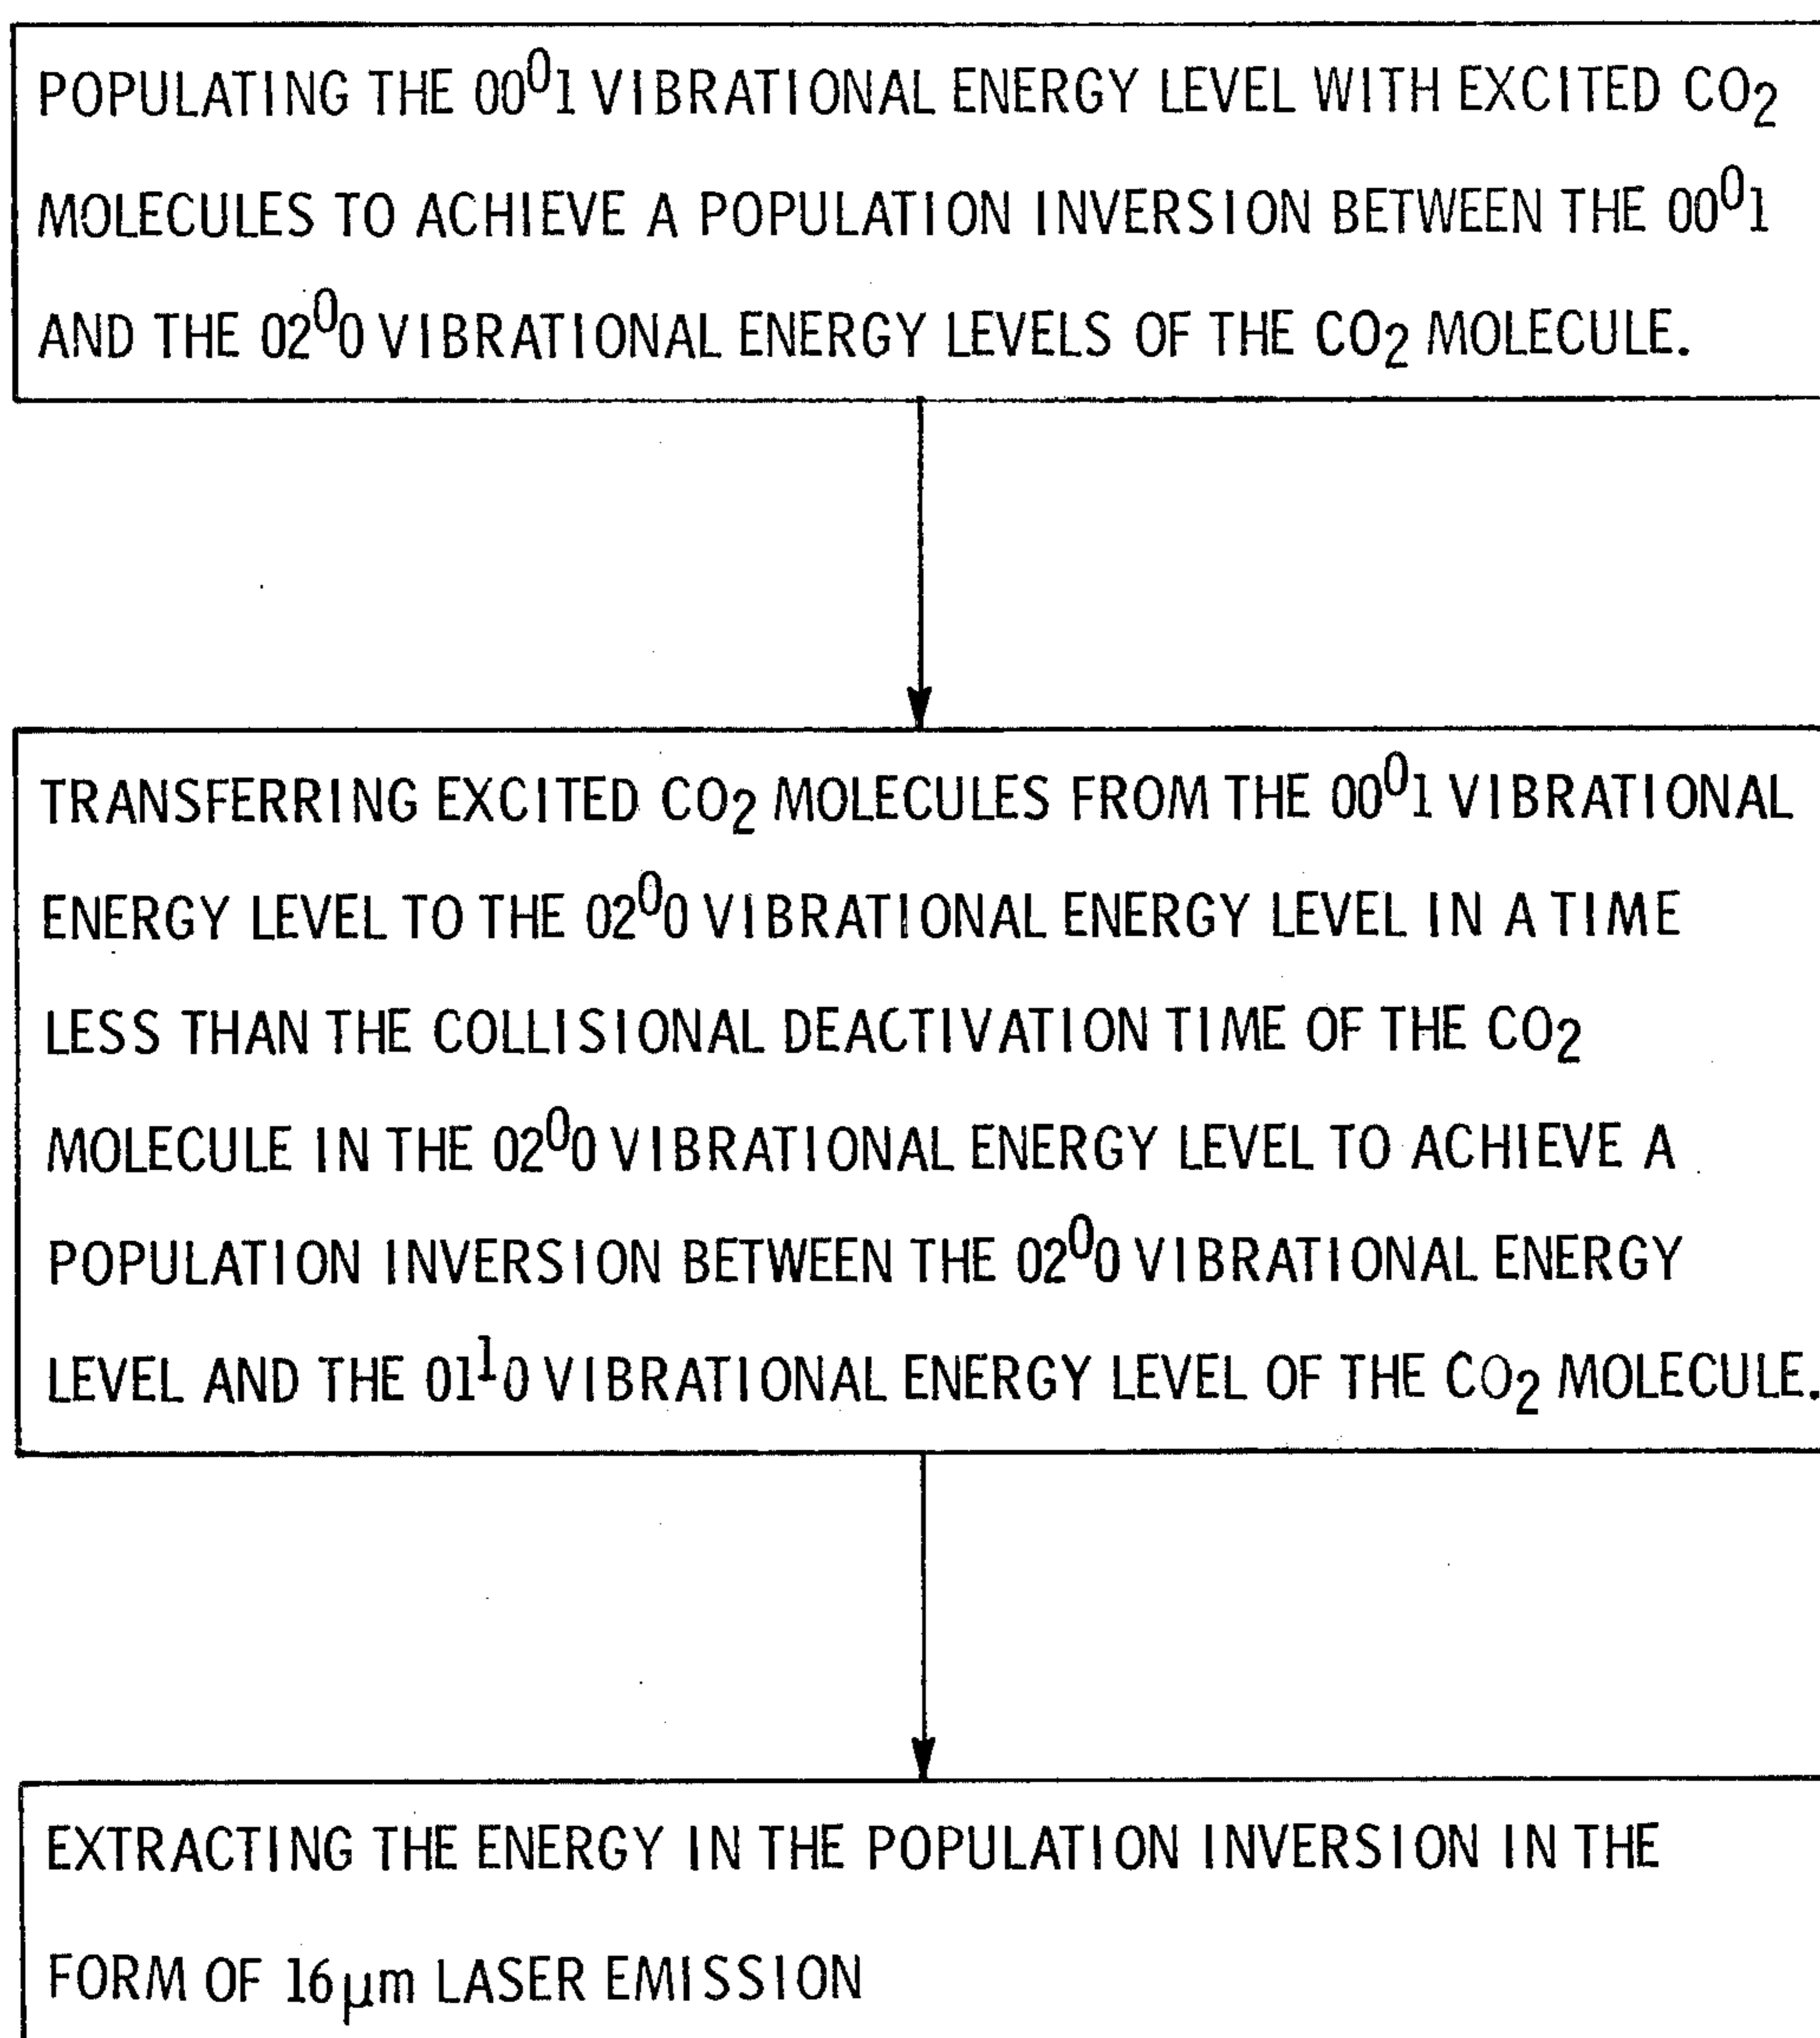 POPULATING THE 00⁰1 VIBRATIONAL ENERGY LEVEL WITH EXCITED CO₂
MOLECULES TO ACHIEVE A POPULATION INVERSION BETWEEN THE 00⁰1
AND THE 02⁰0 VIBRATIONAL ENERGY LEVELS OF THE CO₂ MOLECULE.
TRANSFERRING EXCITED CO₂ MOLECULES FROM THE 00⁰1 VIBRATIONAL
ENERGY LEVEL TO THE 02⁰0 VIBRATIONAL ENERGY LEVEL IN A TIME
LESS THAN THE COLLISIONAL DEACTIVATION TIME OF THE CO₂
MOLECULE IN THE 02⁰0 VIBRATIONAL ENERGY LEVEL TO ACHIEVE A
POPULATION INVERSION BETWEEN THE 02⁰0 VIBRATIONAL ENERGY
LEVEL AND THE 01¹0 VIBRATIONAL ENERGY LEVEL OF THE CO₂ MOLECULE.
EXTRACTING THE ENERGY IN THE POPULATION INVERSION IN THE
FORM OF 16μm LASER EMISSION